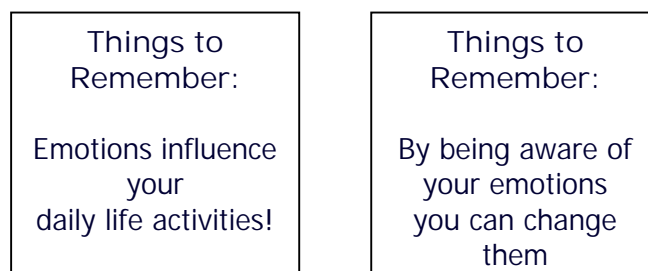 Things to
Remember:
Emotions influence
your
daily life activities!
Things to
Remember:
By being aware of
your emotions
you can change
them